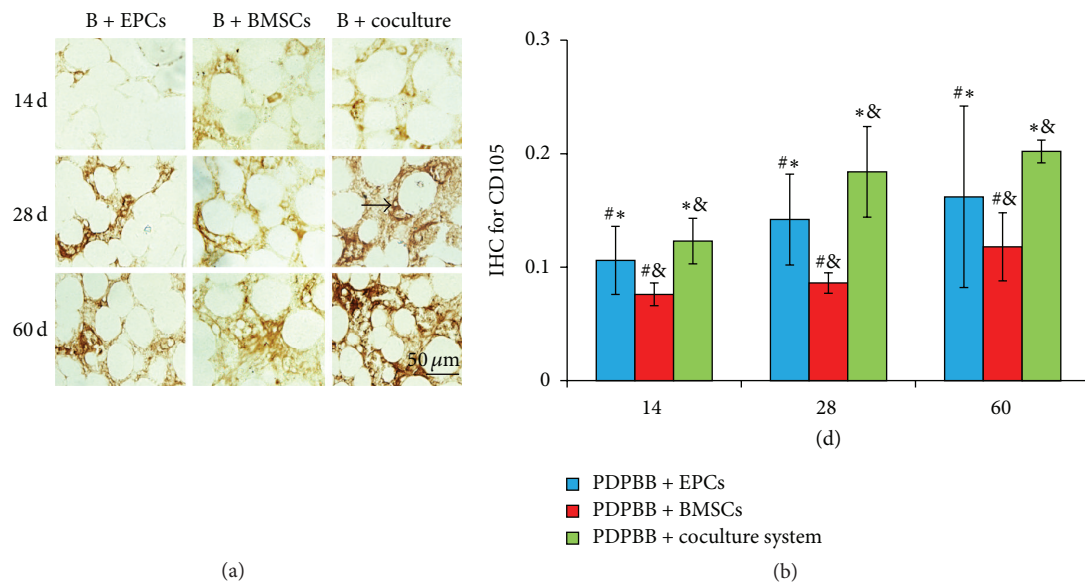 B + EPCs
B + BMSCs
B + coculture
14 d
28 d
60 d
50 μm
(a)
0.3
0.2
0.1
0
IHC for CD105
#*
#&
*&
#*
#&
*&
#*
#&
*&
14
28
60
(d)
PDPBB + EPCs
PDPBB + BMSCs
PDPBB + coculture system
(b)